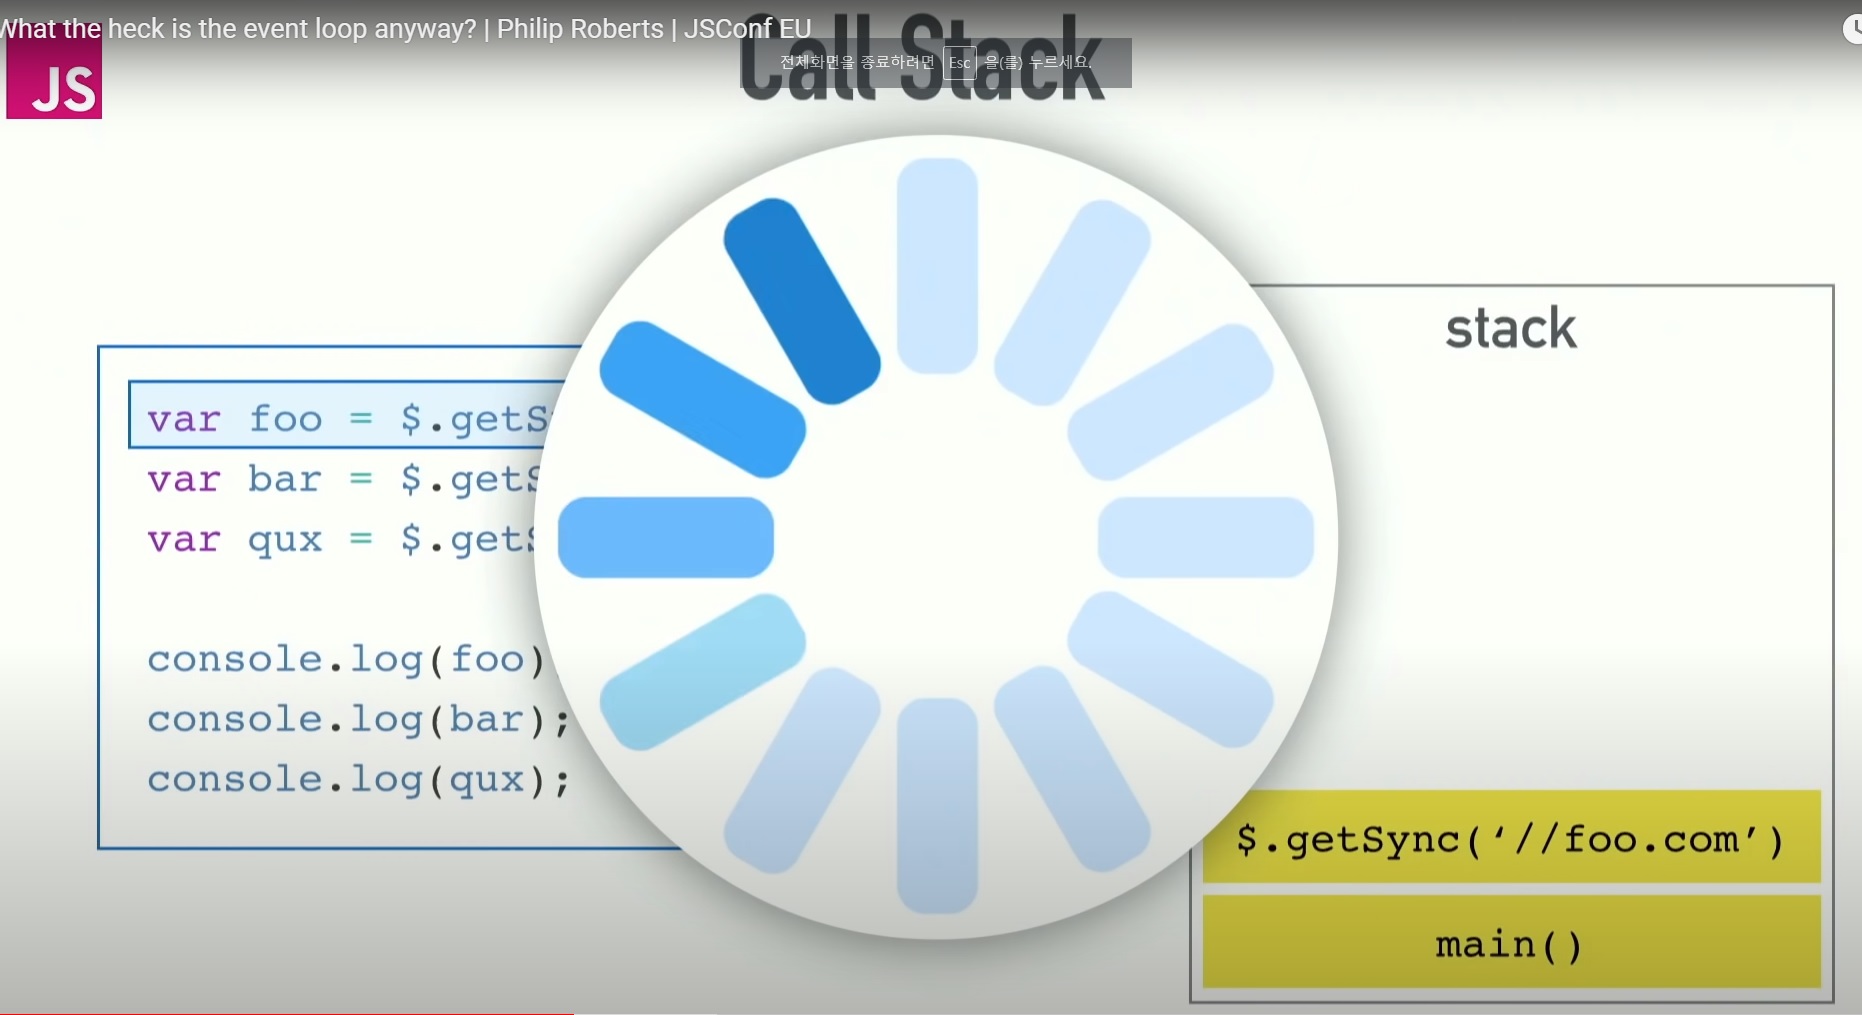 What the heck is the event loop anyway? | Philip Roberts | JSConf EU
JS
Call Stack
전체화면을 종료하려면 Esc 을(를) 누르세요.
var foo = $.getS
var bar = $.getS
var qux = $.getS
console.log(foo)
console.log(bar);
console.log(qux);
stack
$.getSync(‘//foo.com’)
main()